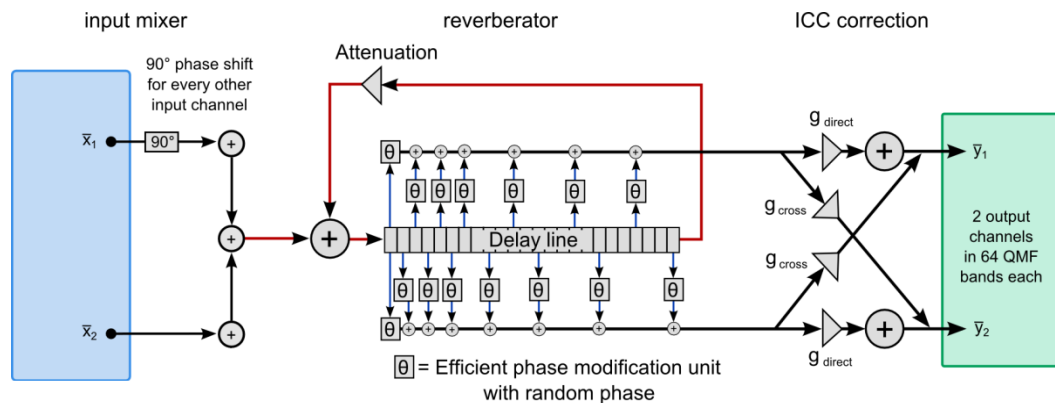 input mixer
reverberator
ICC correction
90° phase shift
for every other
input channel
Attenuation
x̅₁
90°
+
+
+
+
+
θ
+
+
+
+
+
+
θ
θ
θ
θ
θ
θ
Delay line
θ
θ
θ
θ
θ
θ
θ
θ
+
+
+
+
+
+
+
x̅₂
g direct
+
g cross
g cross
+
g direct
y̅₁
2 output
channels
in 64 QMF
bands each
y̅₂
θ = Efficient phase modification unit
with random phase